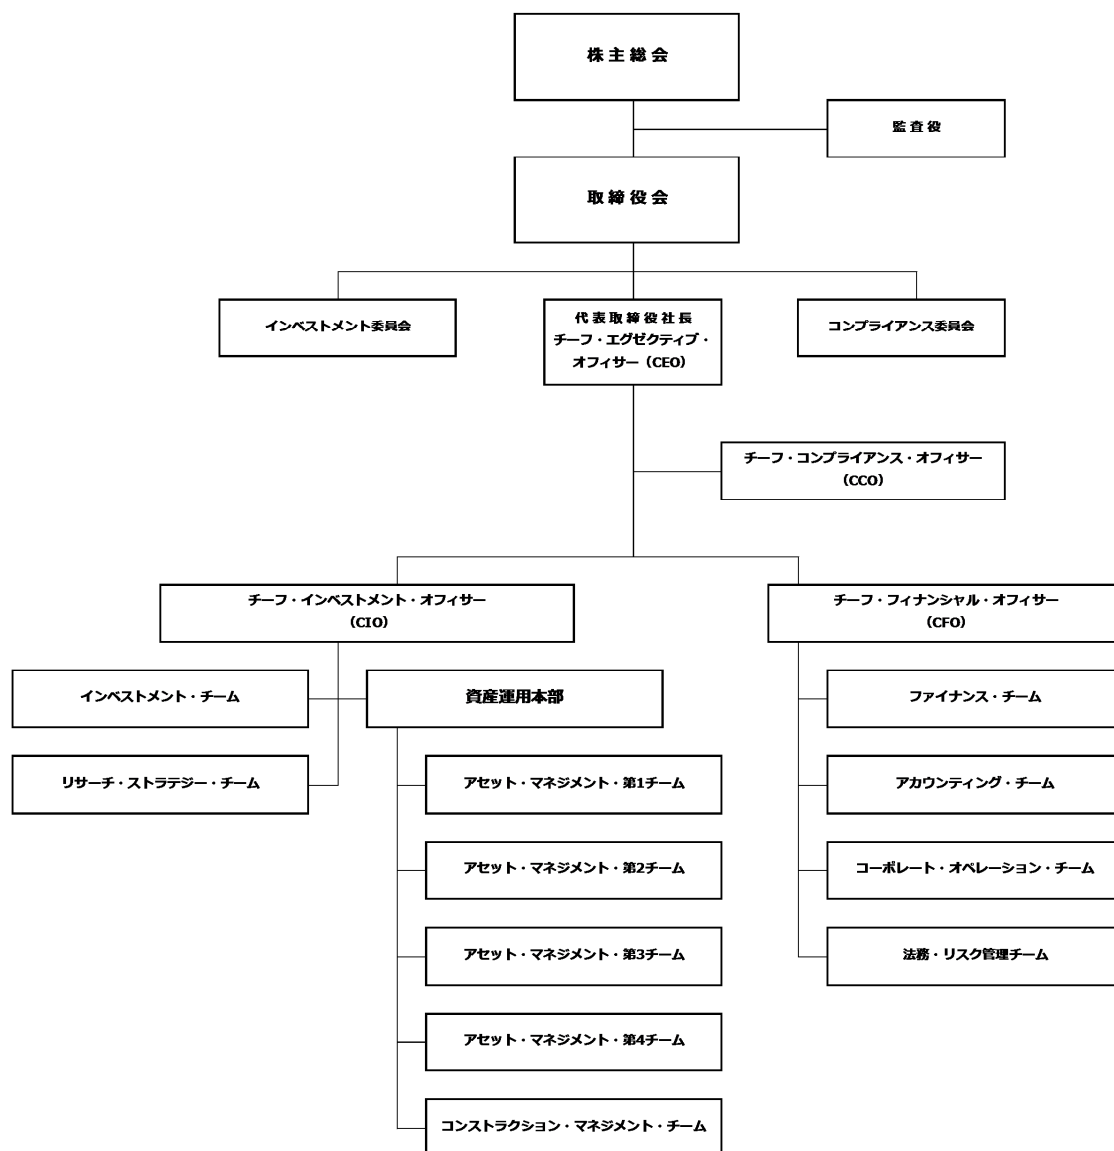 株主総会
監査役
取締役会
インベストメント委員会
代表取締役社長
チーフ・エグゼクティブ・
オフィサー（CEO）
コンプライアンス委員会
チーフ・コンプライアンス・オフィサー
（CCO）
チーフ・インベストメント・オフィサー
（CIO）
チーフ・フィナンシャル・オフィサー
（CFO）
インベストメント・チーム
資産運用本部
ファイナンス・チーム
リサーチ・ストラテジー・チーム
アセット・マネジメント・第1チーム
アカウンティング・チーム
アセット・マネジメント・第2チーム
コーポレート・オペレーション・チーム
アセット・マネジメント・第3チーム
法務・リスク管理チーム
アセット・マネジメント・第4チーム
コンストラクション・マネジメント・チーム